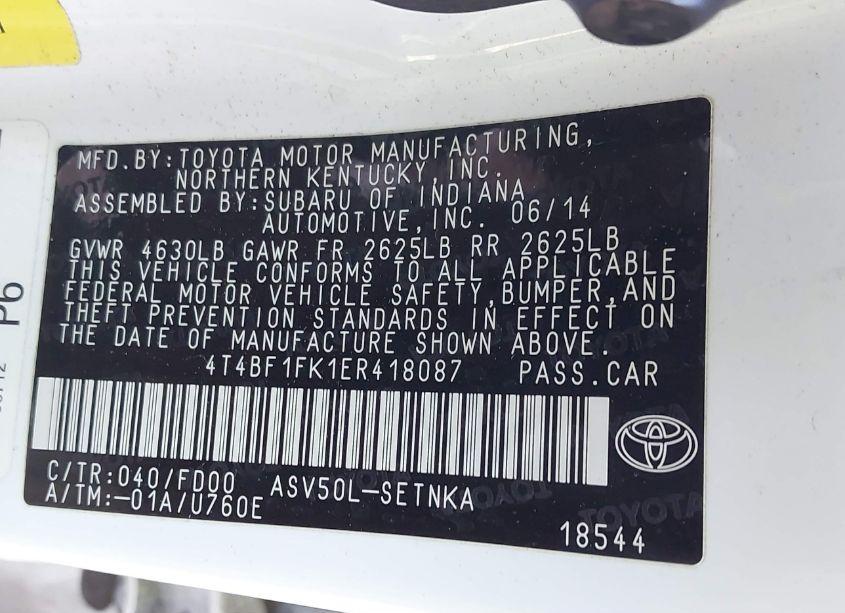 MFD.BY:TOYOTA MOTOR MANUFACTURING,
NORTHERN KENTUCKY,INC.
ASSEMBLED BY:SUBARU OF INDIANA
AUTOMOTIVE,INC. 06/14
GVWR 4630LB GAWR FR 2625LB RR 2625LB
THIS VEHICLE CONFORMS TO ALL APPLICABLE
FEDERAL MOTOR VEHICLE SAFETY,BUMPER,AND
THEFT PREVENTION STANDARDS IN EFFECT ON
THE DATE OF MANUFACTURE SHOWN ABOVE.
4T4BF1FK1ER418087 PASS.CAR
C/TR:040/FD00 ASV50L-SETNKA
A/TM:-01A/U760E
18544
P6